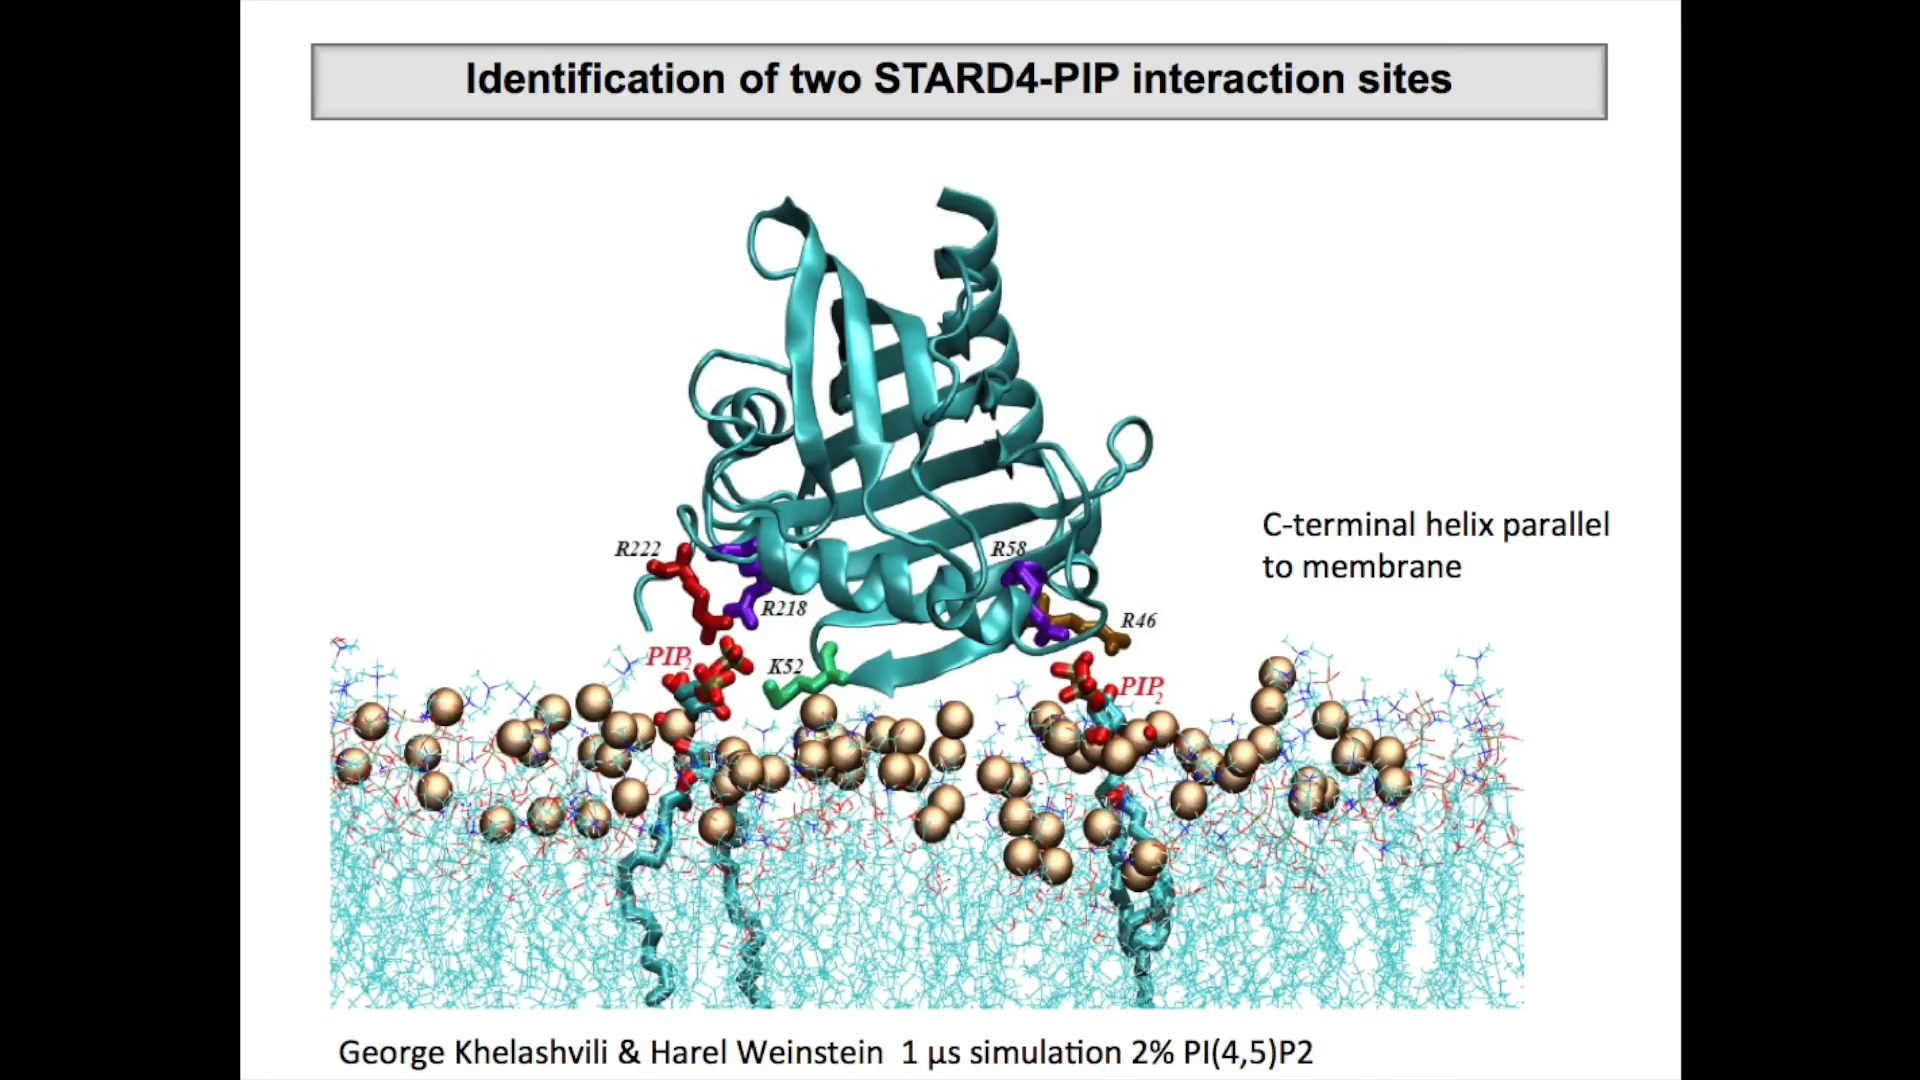 Identification of two STARD4-PIP interaction sites
C-terminal helix parallel
to membrane
R222
R58
R218
R46
PIP₂
K52
PIP₂
George Khelashvili & Harel Weinstein 1 µs simulation 2% PI(4,5)P2